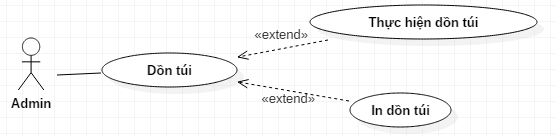 Thực hiện dồn túi
«extend»
Dồn túi
Admin
«extend»
In dồn túi